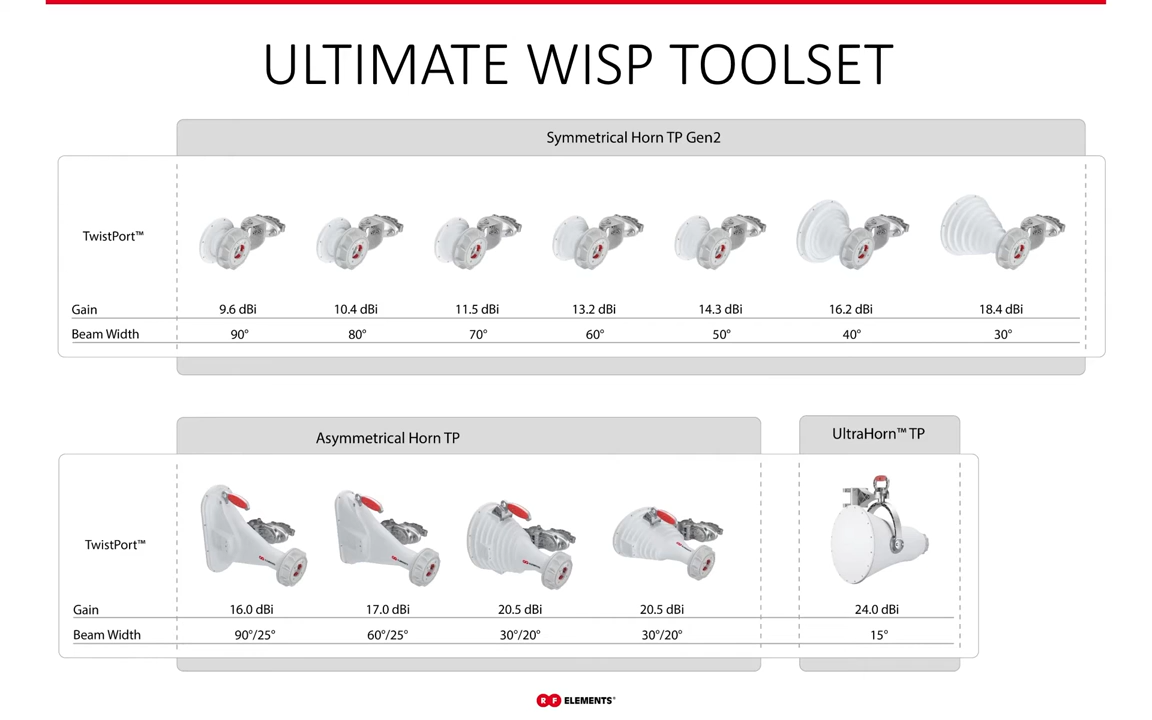 ULTIMATE WISP TOOLSET
Symmetrical Horn TP Gen2
TwistPort™
Gain 9.6 dBi 10.4 dBi 11.5 dBi 13.2 dBi 14.3 dBi 16.2 dBi 18.4 dBi
Beam Width 90° 80° 70° 60° 50° 40° 30°
Asymmetrical Horn TP
UltraHorn™ TP
TwistPort™
Gain 16.0 dBi 17.0 dBi 20.5 dBi 20.5 dBi 24.0 dBi
Beam Width 90°/25° 60°/25° 30°/20° 30°/20° 15°
RF ELEMENTS®